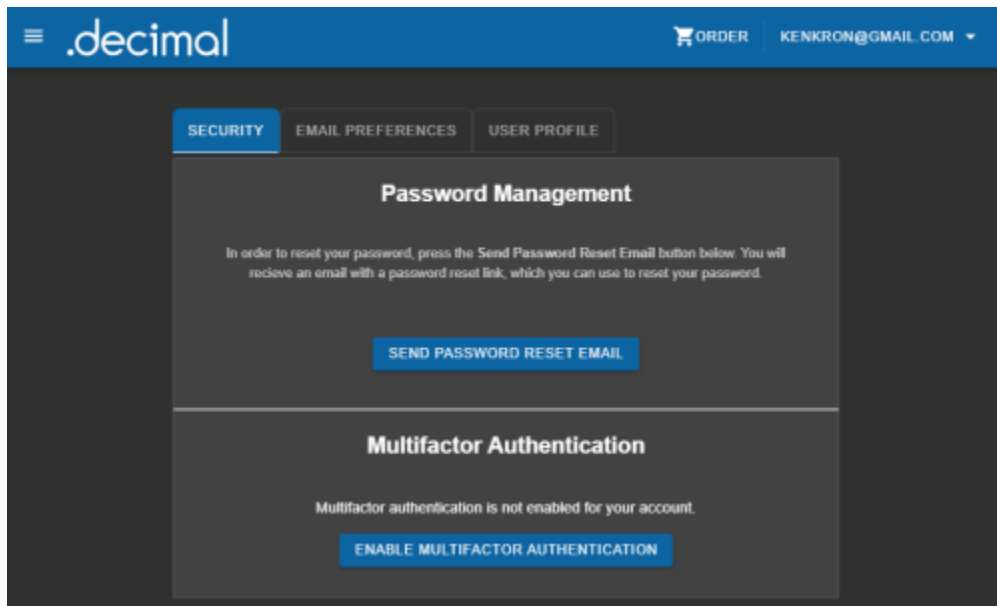 .decimal
ORDER
KENKRON@GMAIL.COM
SECURITY
EMAIL PREFERENCES
USER PROFILE
Password Management
In order to reset your password, press the Send Password Reset Email button below. You will
recieve an email with a password reset link, which you can use to reset your password.
SEND PASSWORD RESET EMAIL
Multifactor Authentication
Multifactor authentication is not enabled for your account.
ENABLE MULTIFACTOR AUTHENTICATION